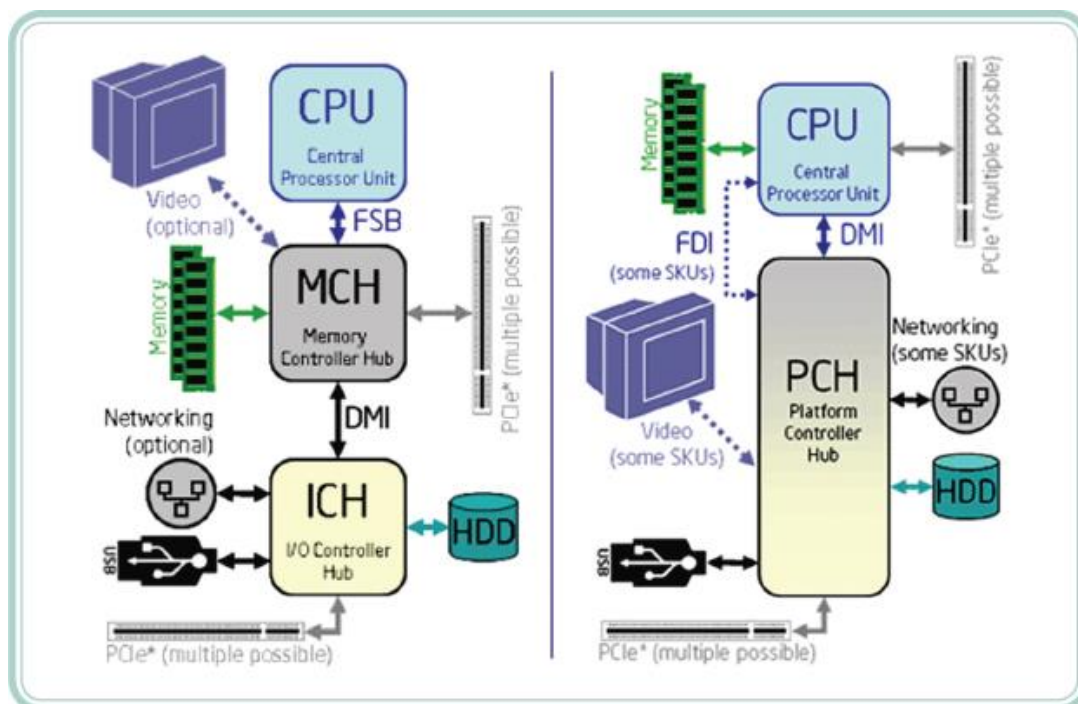 CPU
Central
Processor Unit
Video
(optional)
FSB
MCH
Memory
Controller Hub
Memory
PCIe* (multiple possible)
Networking
(optional)
DMI
ICH
I/O Controller
Hub
HDD
USB
PCIe* (multiple possible)
Memory
CPU
Central
Processor Unit
PCIe* (multiple possible)
FDI
(some SKUs)
DMI
PCH
Platform
Controller
Hub
Networking
(some SKUs)
Video
(some SKUs)
HDD
USB
PCIe* (multiple possible)